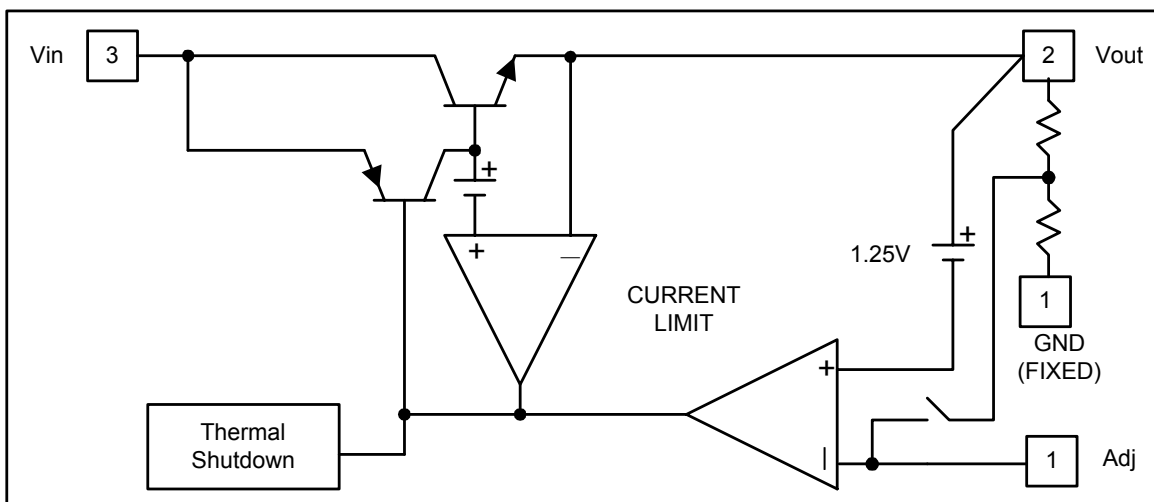 Vin 3
2 Vout
+
+ −
1.25V +
CURRENT
LIMIT
1
GND
(FIXED)
+
Thermal
Shutdown
−
1 Adj